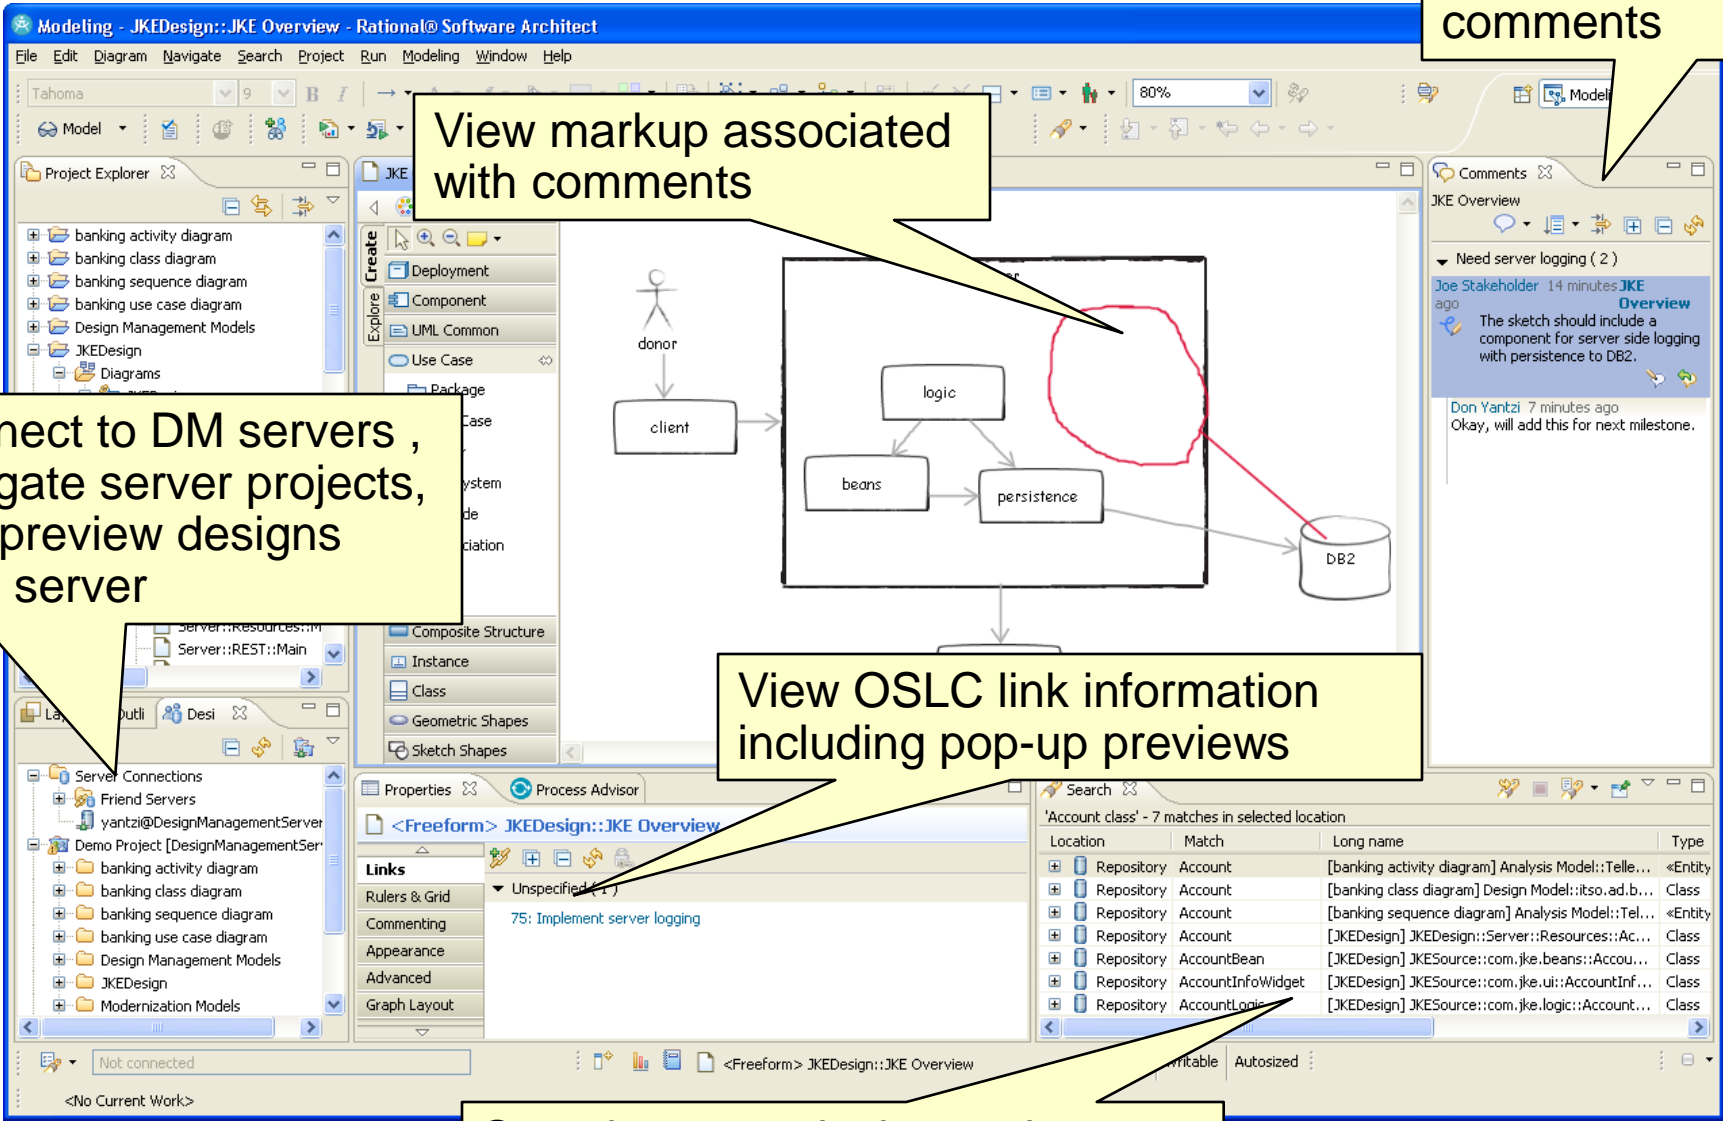 comments
Modeling - JKEDesign::JKE Overview - Rational® Software Architect
File Edit Diagram Navigate Search Project Run Modeling Window Help
Tahoma 9 B I 80%
Model
View markup associated
with comments
Project Explorer
banking activity diagram
banking class diagram
banking sequence diagram
banking use case diagram
Design Management Models
JKEDesign
Diagrams
to DM servers ,
server projects,
preview designs
server
Server::REST::Main
JKE
Create
Explore
Deployment
Component
UML Common
Use Case
Package
Composite Structure
Instance
Class
Geometric Shapes
Sketch Shapes
donor
client
logic
beans
persistence
DB2
Comments
JKE Overview
Need server logging ( 2 )
Joe Stakeholder 14 minutes ago JKE Overview
The sketch should include a
component for server side logging
with persistence to DB2.
Don Yantzi 7 minutes ago
Okay, will add this for next milestone.
View OSLC link information
including pop-up previews
Desi
Server Connections
Friend Servers
yantzi@DesignManagementServer
Demo Project [DesignManagementSer
banking activity diagram
banking class diagram
banking sequence diagram
banking use case diagram
Design Management Models
JKEDesign
Modernization Models
Properties Process Advisor
<Freeform> JKEDesign::JKE Overview
Links
Rulers & Grid
Commenting
Appearance
Advanced
Graph Layout
Unspecified ( 1 )
75: Implement server logging
Search
'Account class' - 7 matches in selected location
Location Match Long name Type
Repository Account [banking activity diagram] Analysis Model::Telle... «Entity
Repository Account [banking class diagram] Design Model::itso.ad.b... Class
Repository Account [banking sequence diagram] Analysis Model::Tel... «Entity
Repository Account [JKEDesign] JKEDesign::Server::Resources::Ac... Class
Repository AccountBean [JKEDesign] JKESource::com.jke.beans::Accou... Class
Repository AccountInfoWidget [JKEDesign] JKESource::com.jke.ui::AccountInf... Class
Repository AccountLogic [JKEDesign] JKESource::com.jke.logic::Account... Class
Not connected
<Freeform> JKEDesign::JKE Overview
Autosized
<No Current Work>